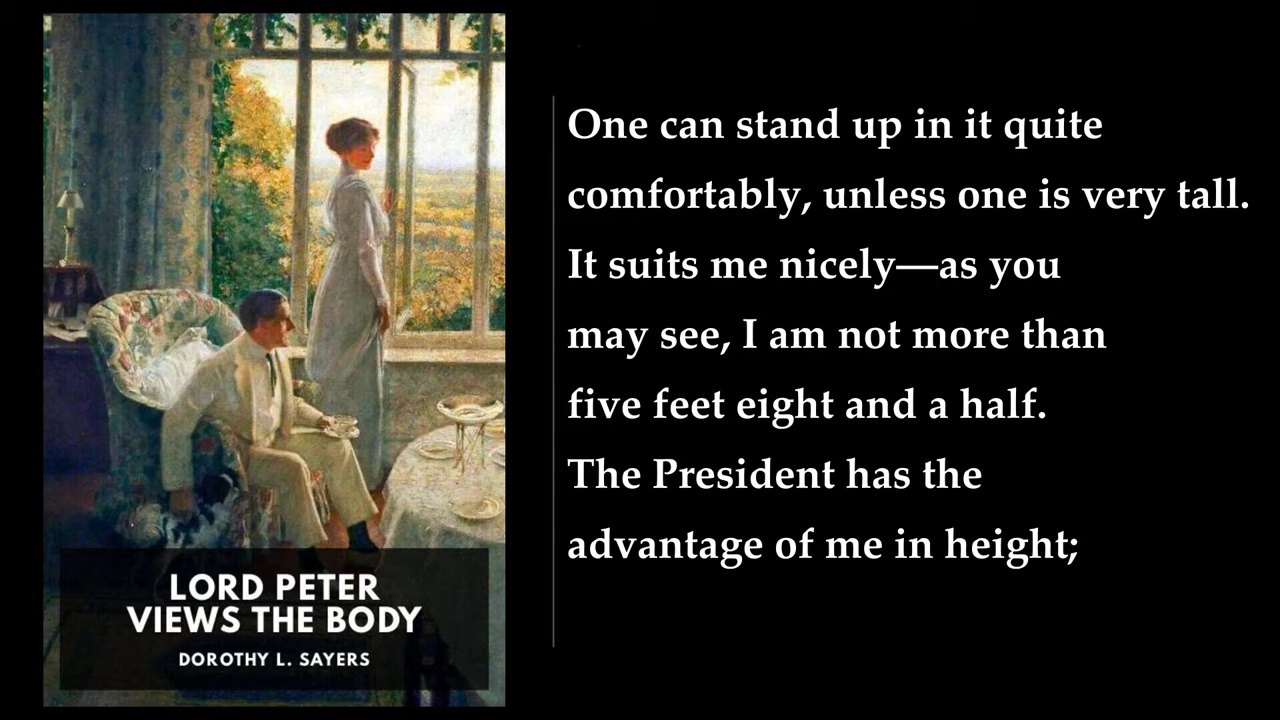 LORD PETER
VIEWS THE BODY
DOROTHY L. SAYERS
One can stand up in it quite
comfortably, unless one is very tall.
It suits me nicely—as you
may see, I am not more than
five feet eight and a half.
The President has the
advantage of me in height;